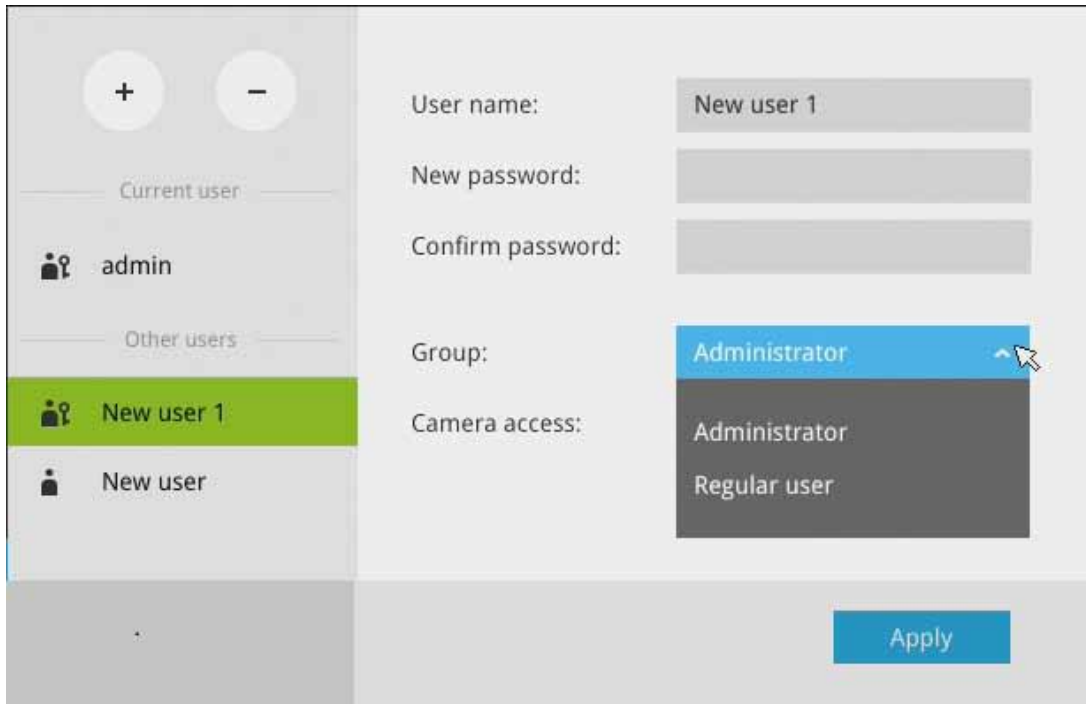 + −
Current user
admin
Other users
New user 1
New user
User name: New user 1
New password:
Confirm password:
Group: Administrator
Camera access:
Administrator
Regular user
Apply